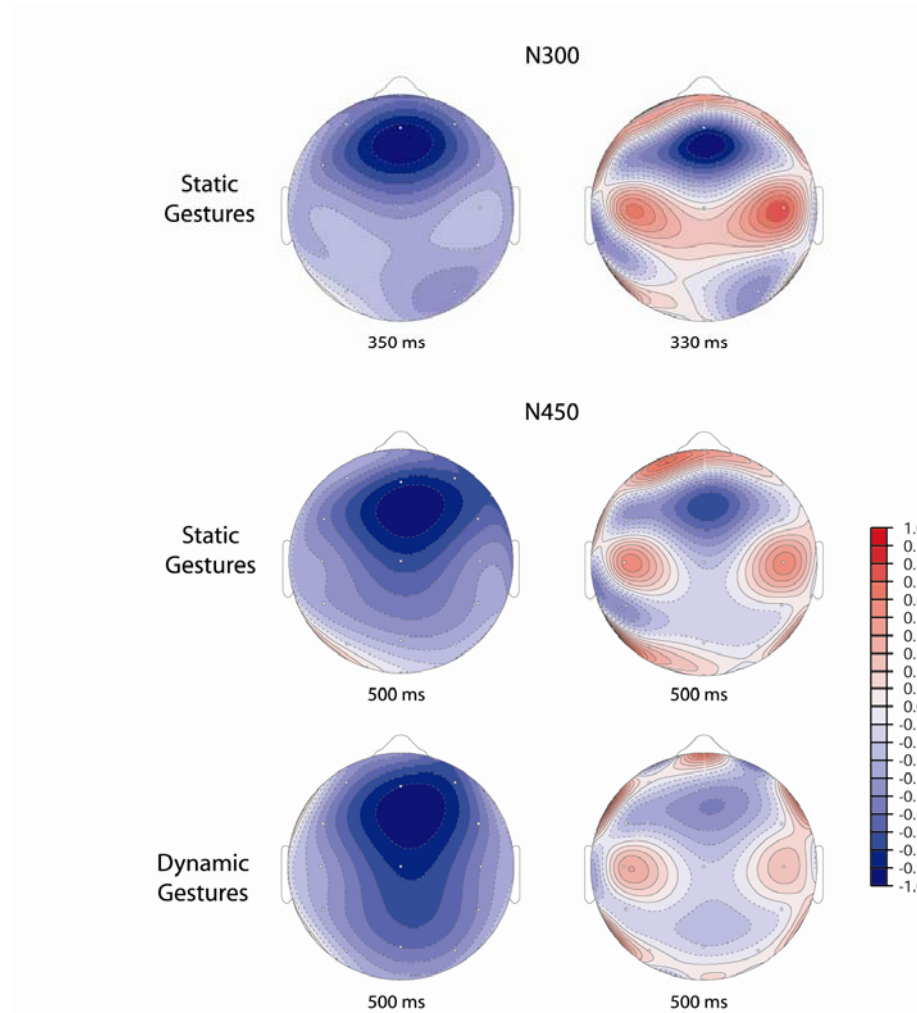 N300
Static
Gestures
350 ms
330 ms
N450
Static
Gestures
500 ms
500 ms
Dynamic
Gestures
500 ms
500 ms